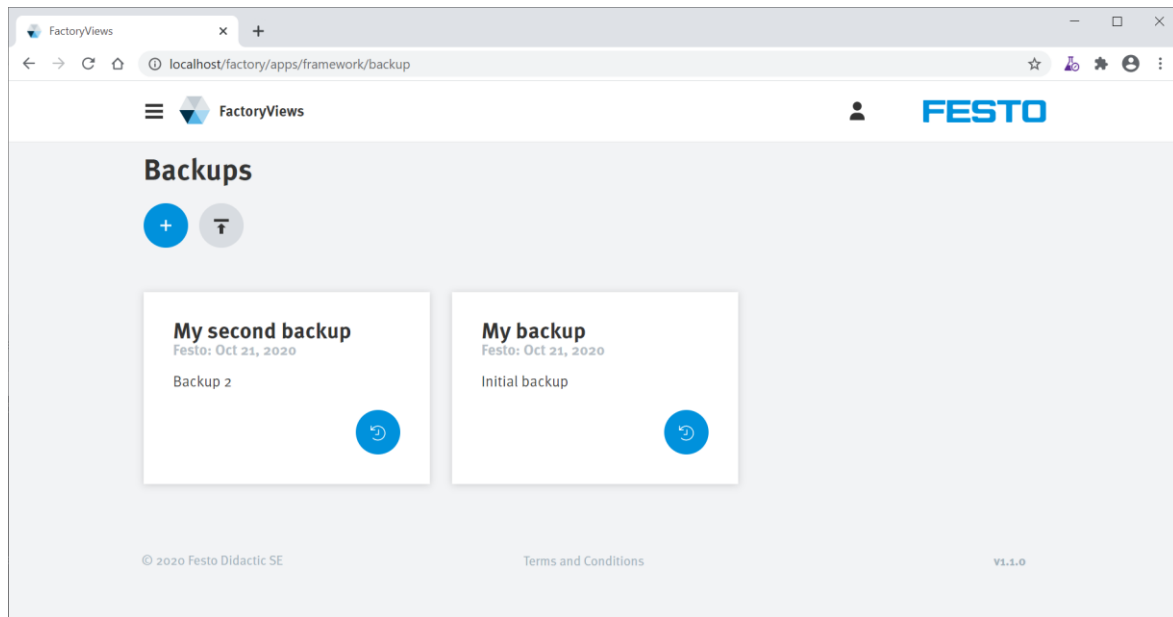 FactoryViews
localhost/factory/apps/framework/backup
FactoryViews
FESTO
Backups
My second backup
Festo: Oct 21, 2020
Backup 2
My backup
Festo: Oct 21, 2020
Initial backup
© 2020 Festo Didactic SE
Terms and Conditions
v1.1.0